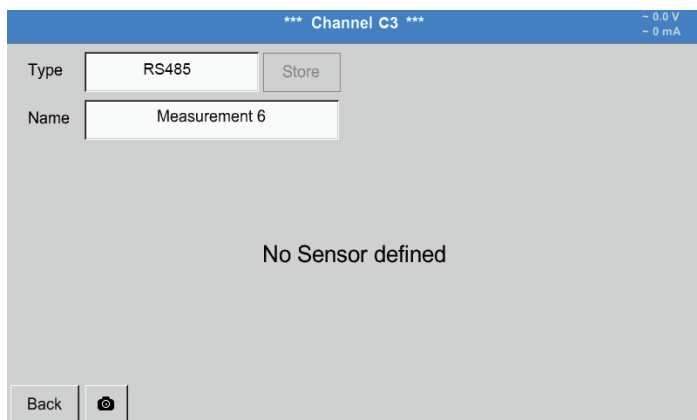 *** Channel C3 ***
~ 0.0 V
~ 0 mA
Type RS485 Store
Name Measurement 6
No Sensor defined
Back